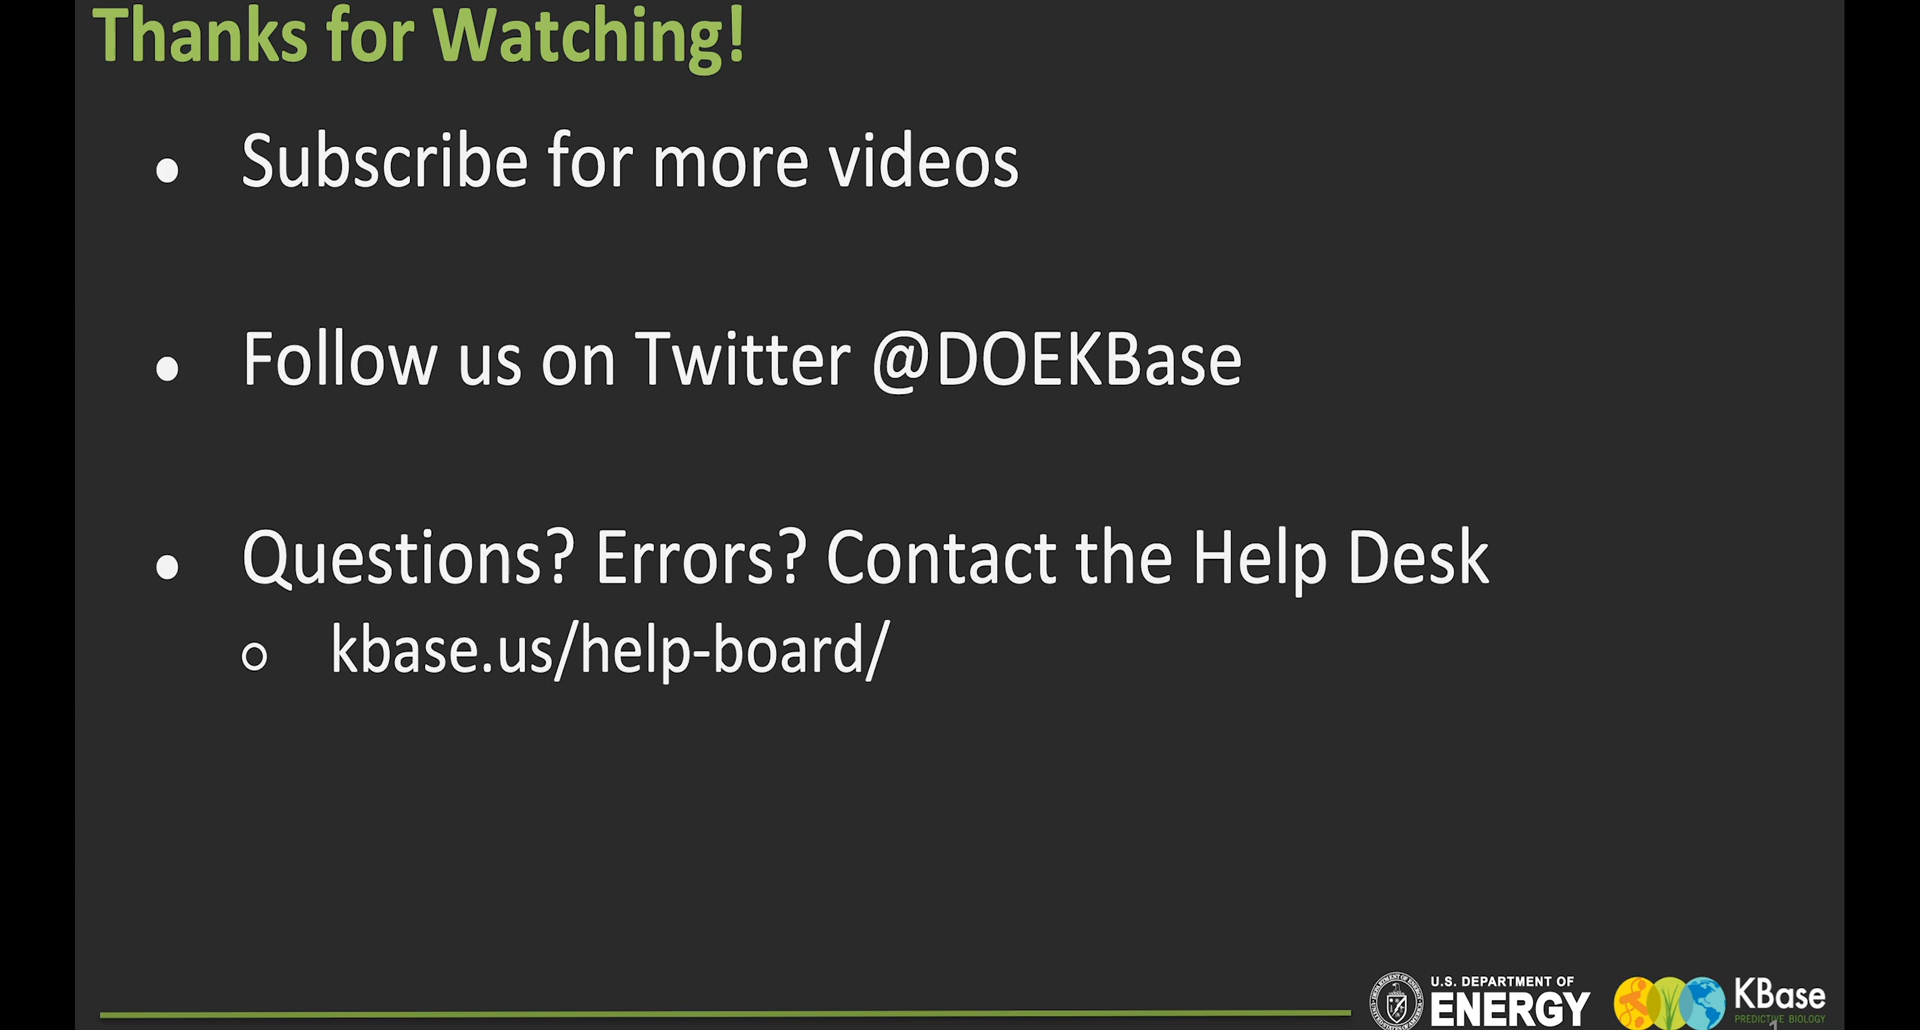 Thanks for Watching!
Subscribe for more videos
Follow us on Twitter @DOEKBase
Questions? Errors? Contact the Help Desk
kbase.us/help-board/
U.S. DEPARTMENT OF
ENERGY
KBase
PREDICTIVE BIOLOGY